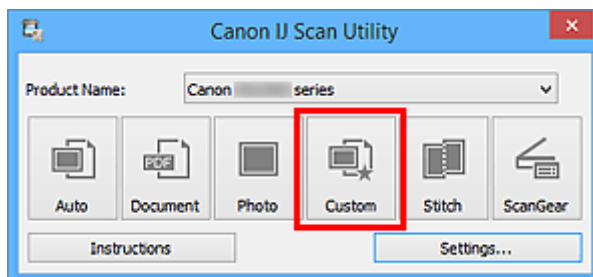 Canon IJ Scan Utility
Product Name: Canon series
PDF
Auto Document Photo Custom Stitch ScanGear
Instructions Settings...